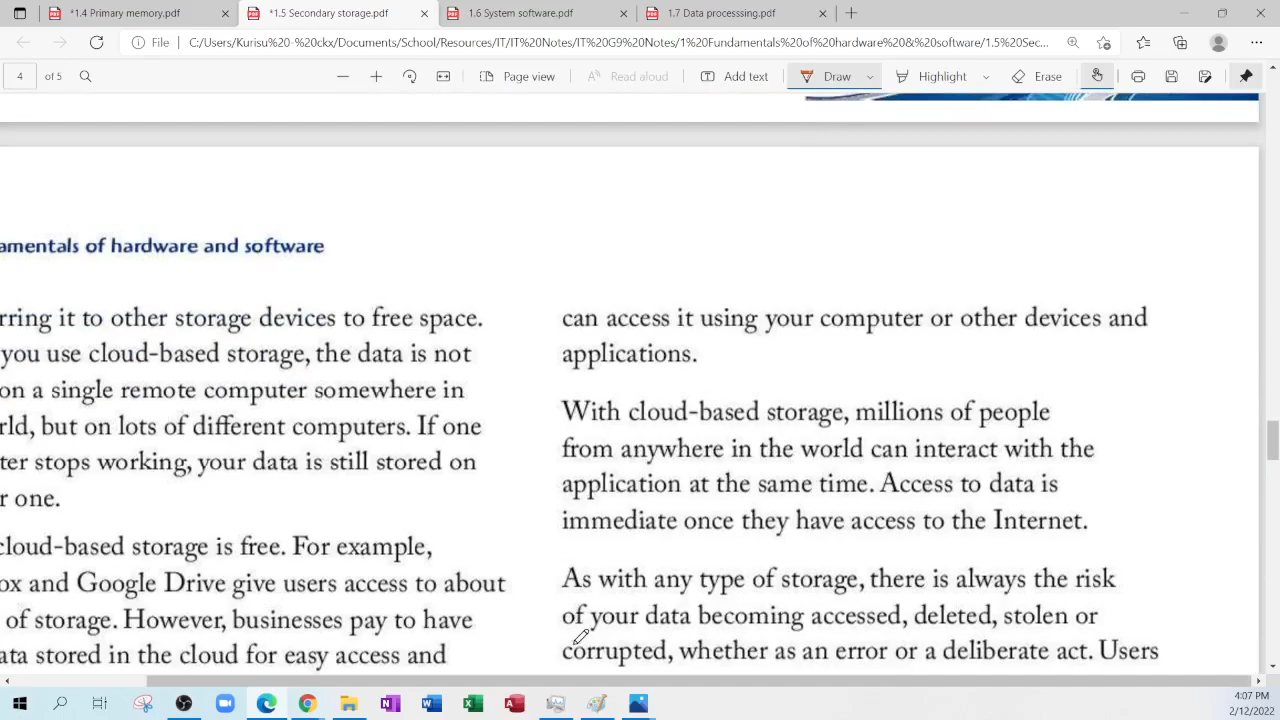 *1.4 Primary memory.pdf
*1.5 Secondary storage.pdf
1.6 System software.pdf
1.7 Data processsing.pdf
File
C:/Users/Kurisu%20-%20ckx/Documents/School/Resources/IT/IT%20Notes/IT%20G9%20Notes/1%20Fundamentals%20of%20hardware%20&%20software/1.5%20Sec...
4 of 5
Page view
Read aloud
Add text
Draw
Highlight
Erase
amentals of hardware and software
rring it to other storage devices to free space.
you use cloud-based storage, the data is not
on a single remote computer somewhere in
rld, but on lots of different computers. If one
ter stops working, your data is still stored on
r one.
cloud-based storage is free. For example,
ox and Google Drive give users access to about
of storage. However, businesses pay to have
ata stored in the cloud for easy access and
can access it using your computer or other devices and
applications.
With cloud-based storage, millions of people
from anywhere in the world can interact with the
application at the same time. Access to data is
immediate once they have access to the Internet.
As with any type of storage, there is always the risk
of your data becoming accessed, deleted, stolen or
corrupted, whether as an error or a deliberate act. Users
4:07 PM
2/12/2022